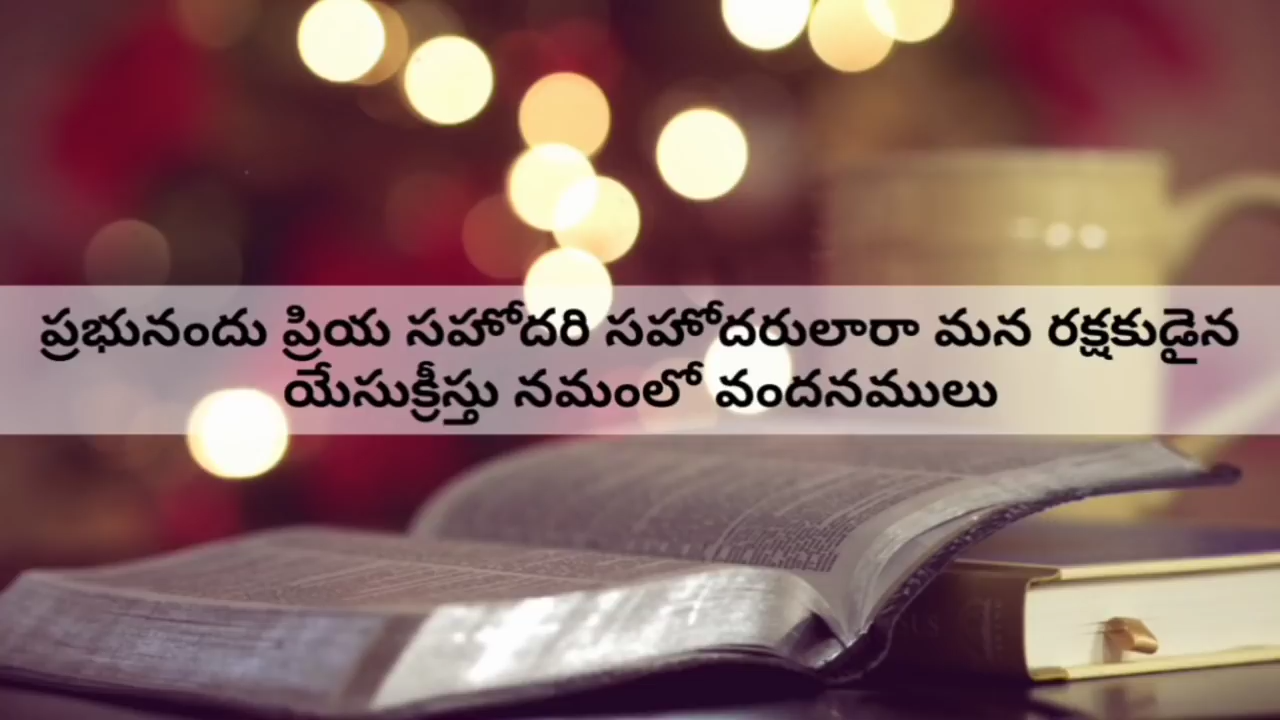 ప్రభునందు ప్రియ సహోదరి సహోదరులారా మన రక్షకుడైన
యేసుక్రీస్తు నమంలో వందనములు